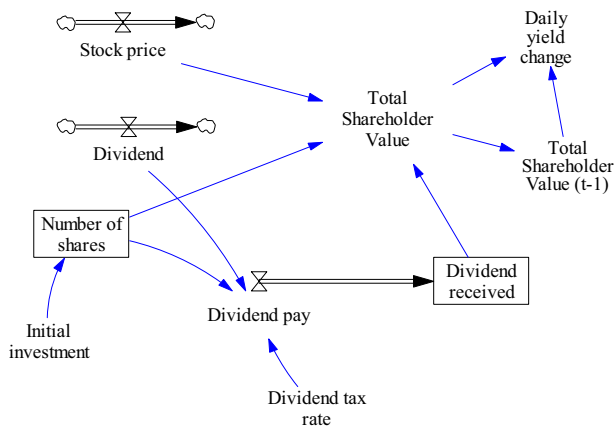 Daily
yield
change
Stock price
Total
Shareholder
Value
Dividend
Total
Shareholder
Value (t-1)
Number of
shares
Dividend
received
Dividend pay
Initial
investment
Dividend tax
rate